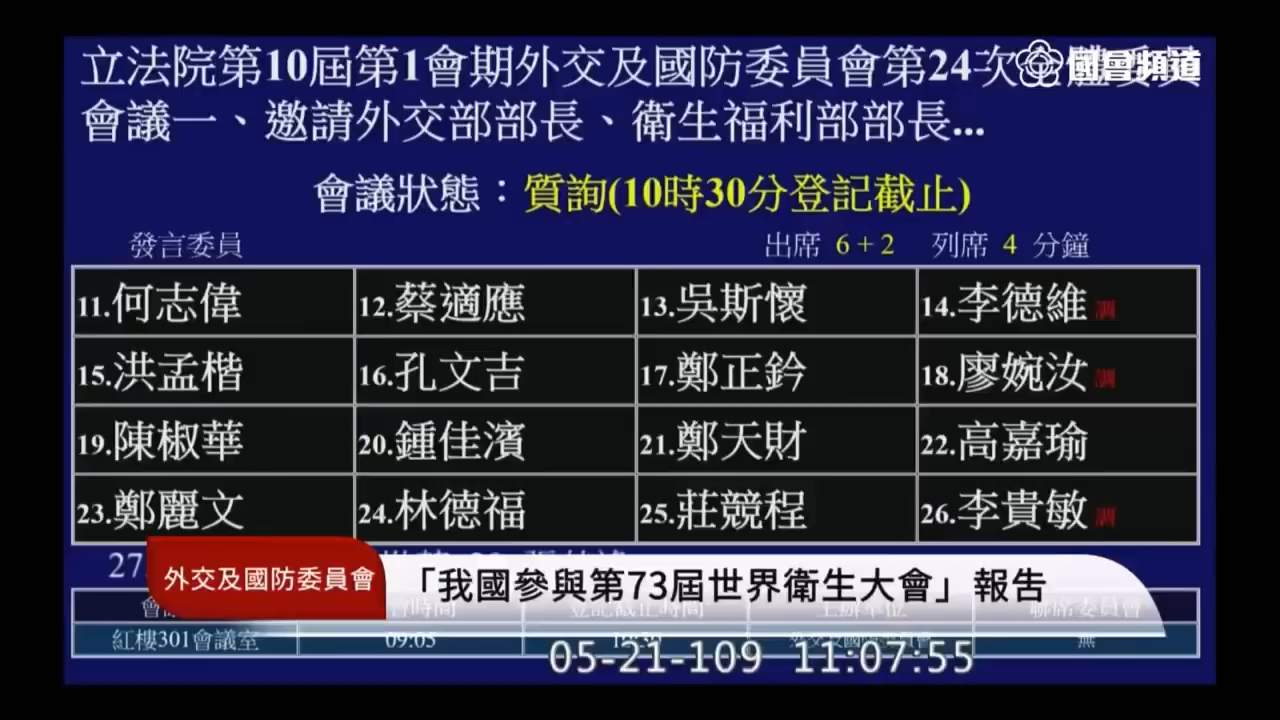 立法院第10屆第1會期外交及國防委員會第24次
國會頻道
會議一、邀請外交部部長、衛生福利部部長...
會議狀態：質詢(10時30分登記截止)
發言委員 出席 6+2 列席 4 分鐘
11.何志偉 12.蔡適應 13.吳斯懷 14.李德維 調
15.洪孟楷 16.孔文吉 17.鄭正鈐 18.廖婉汝 調
19.陳椒華 20.鍾佳濱 21.鄭天財 22.高嘉瑜
23.鄭麗文 24.林德福 25.莊競程 26.李貴敏 調
27
外交及國防委員會 「我國參與第73屆世界衛生大會」報告
紅樓301會議室 09:05 無
05-21-109 11:07:55